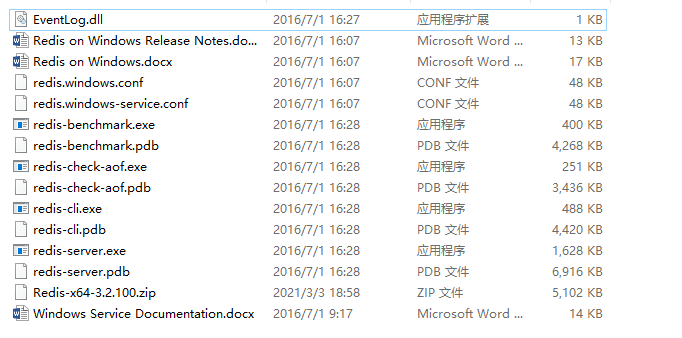 EventLog.dll 2016/7/1 16:27 应用程序扩展 1 KB
Redis on Windows Release Notes.do... 2016/7/1 16:07 Microsoft Word ... 13 KB
Redis on Windows.docx 2016/7/1 16:07 Microsoft Word ... 17 KB
redis.windows.conf 2016/7/1 16:07 CONF 文件 48 KB
redis.windows-service.conf 2016/7/1 16:07 CONF 文件 48 KB
redis-benchmark.exe 2016/7/1 16:28 应用程序 400 KB
redis-benchmark.pdb 2016/7/1 16:28 PDB 文件 4,268 KB
redis-check-aof.exe 2016/7/1 16:28 应用程序 251 KB
redis-check-aof.pdb 2016/7/1 16:28 PDB 文件 3,436 KB
redis-cli.exe 2016/7/1 16:28 应用程序 488 KB
redis-cli.pdb 2016/7/1 16:28 PDB 文件 4,420 KB
redis-server.exe 2016/7/1 16:28 应用程序 1,628 KB
redis-server.pdb 2016/7/1 16:28 PDB 文件 6,916 KB
Redis-x64-3.2.100.zip 2021/3/3 18:58 ZIP 文件 5,102 KB
Windows Service Documentation.docx 2016/7/1 9:17 Microsoft Word ... 14 KB